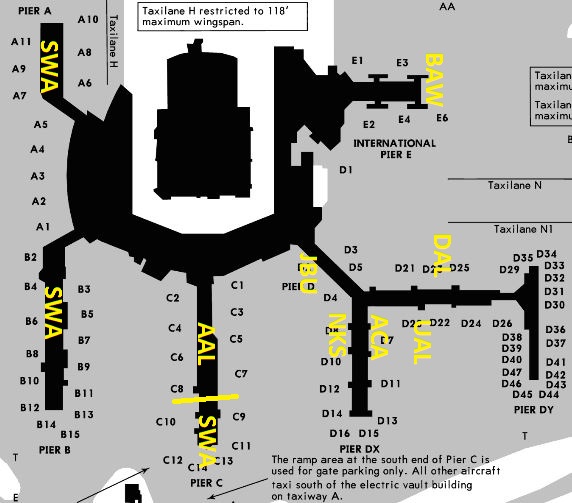 PIER A
A10
Taxilane H
Taxilane H restricted to 118'
maximum wingspan.
AA
A11
SWA
A8
A9
A6
A7
E1
E3
BAW
Taxilan
maximu
Taxilan
maximu
A5
E2
E4
E6
A4
INTERNATIONAL
PIER E
A3
D1
Taxilane N
A2
A1
Taxilane N1
B2
D3
DAL
D35
D34
JBU
D5
D21
D25
D29
D33
D32
B4
SWA
B3
C2
C1
D4
D31
D30
B6
B5
C4
AAL
C3
NKS
ACA
UAL
D22
D24
D26
D36
B7
C5
D7
D38
D37
B8
C6
D39
D10
D40
D41
B10
C7
D47
D42
B11
C8
D12
D11
D46
D43
D45
D44
B12
B13
C10
C9
D14
D13
PIER DY
B14
SWA
B15
C11
D16
D15
T
PIER B
C12
C14
C13
PIER DX
T
PIER C
The ramp area at the south end of Pier C is
used for gate parking only. All other aircraft
taxi south of the electric vault building
on taxiway A.
E